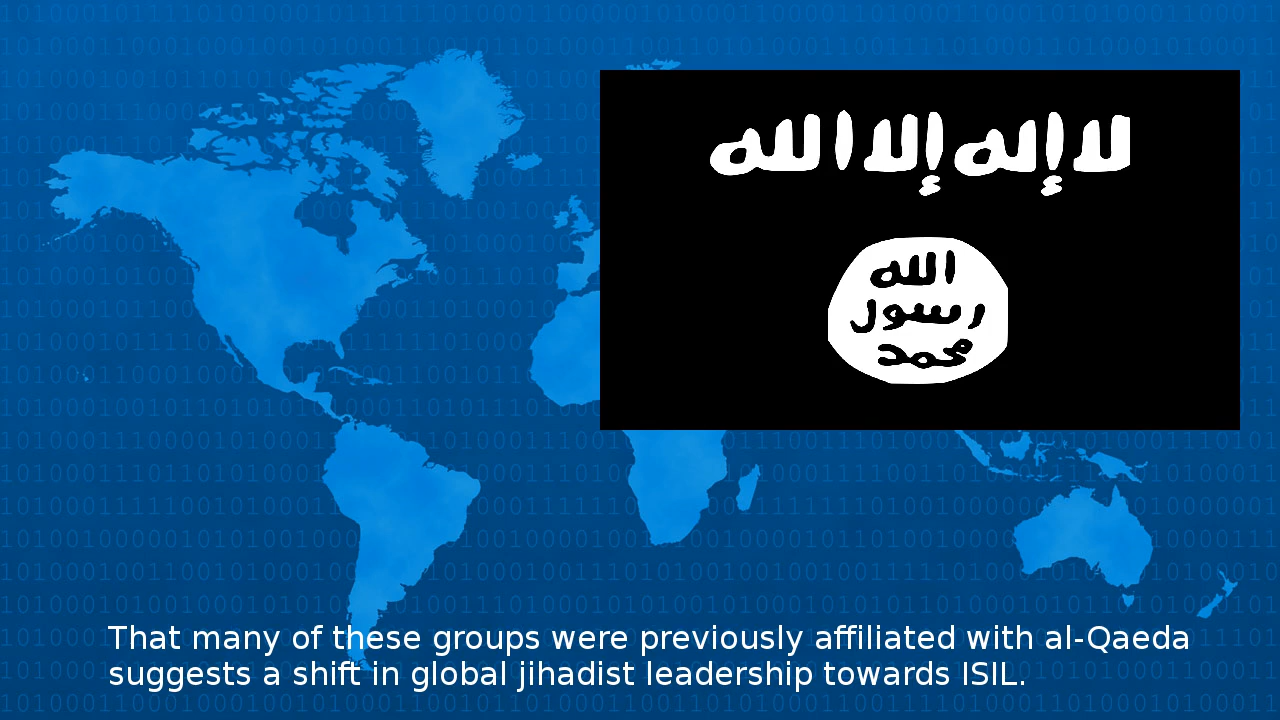 لا إله إلا الله
الله
رسول
محمد
That many of these groups were previously affiliated with al-Qaeda
suggests a shift in global jihadist leadership towards ISIL.